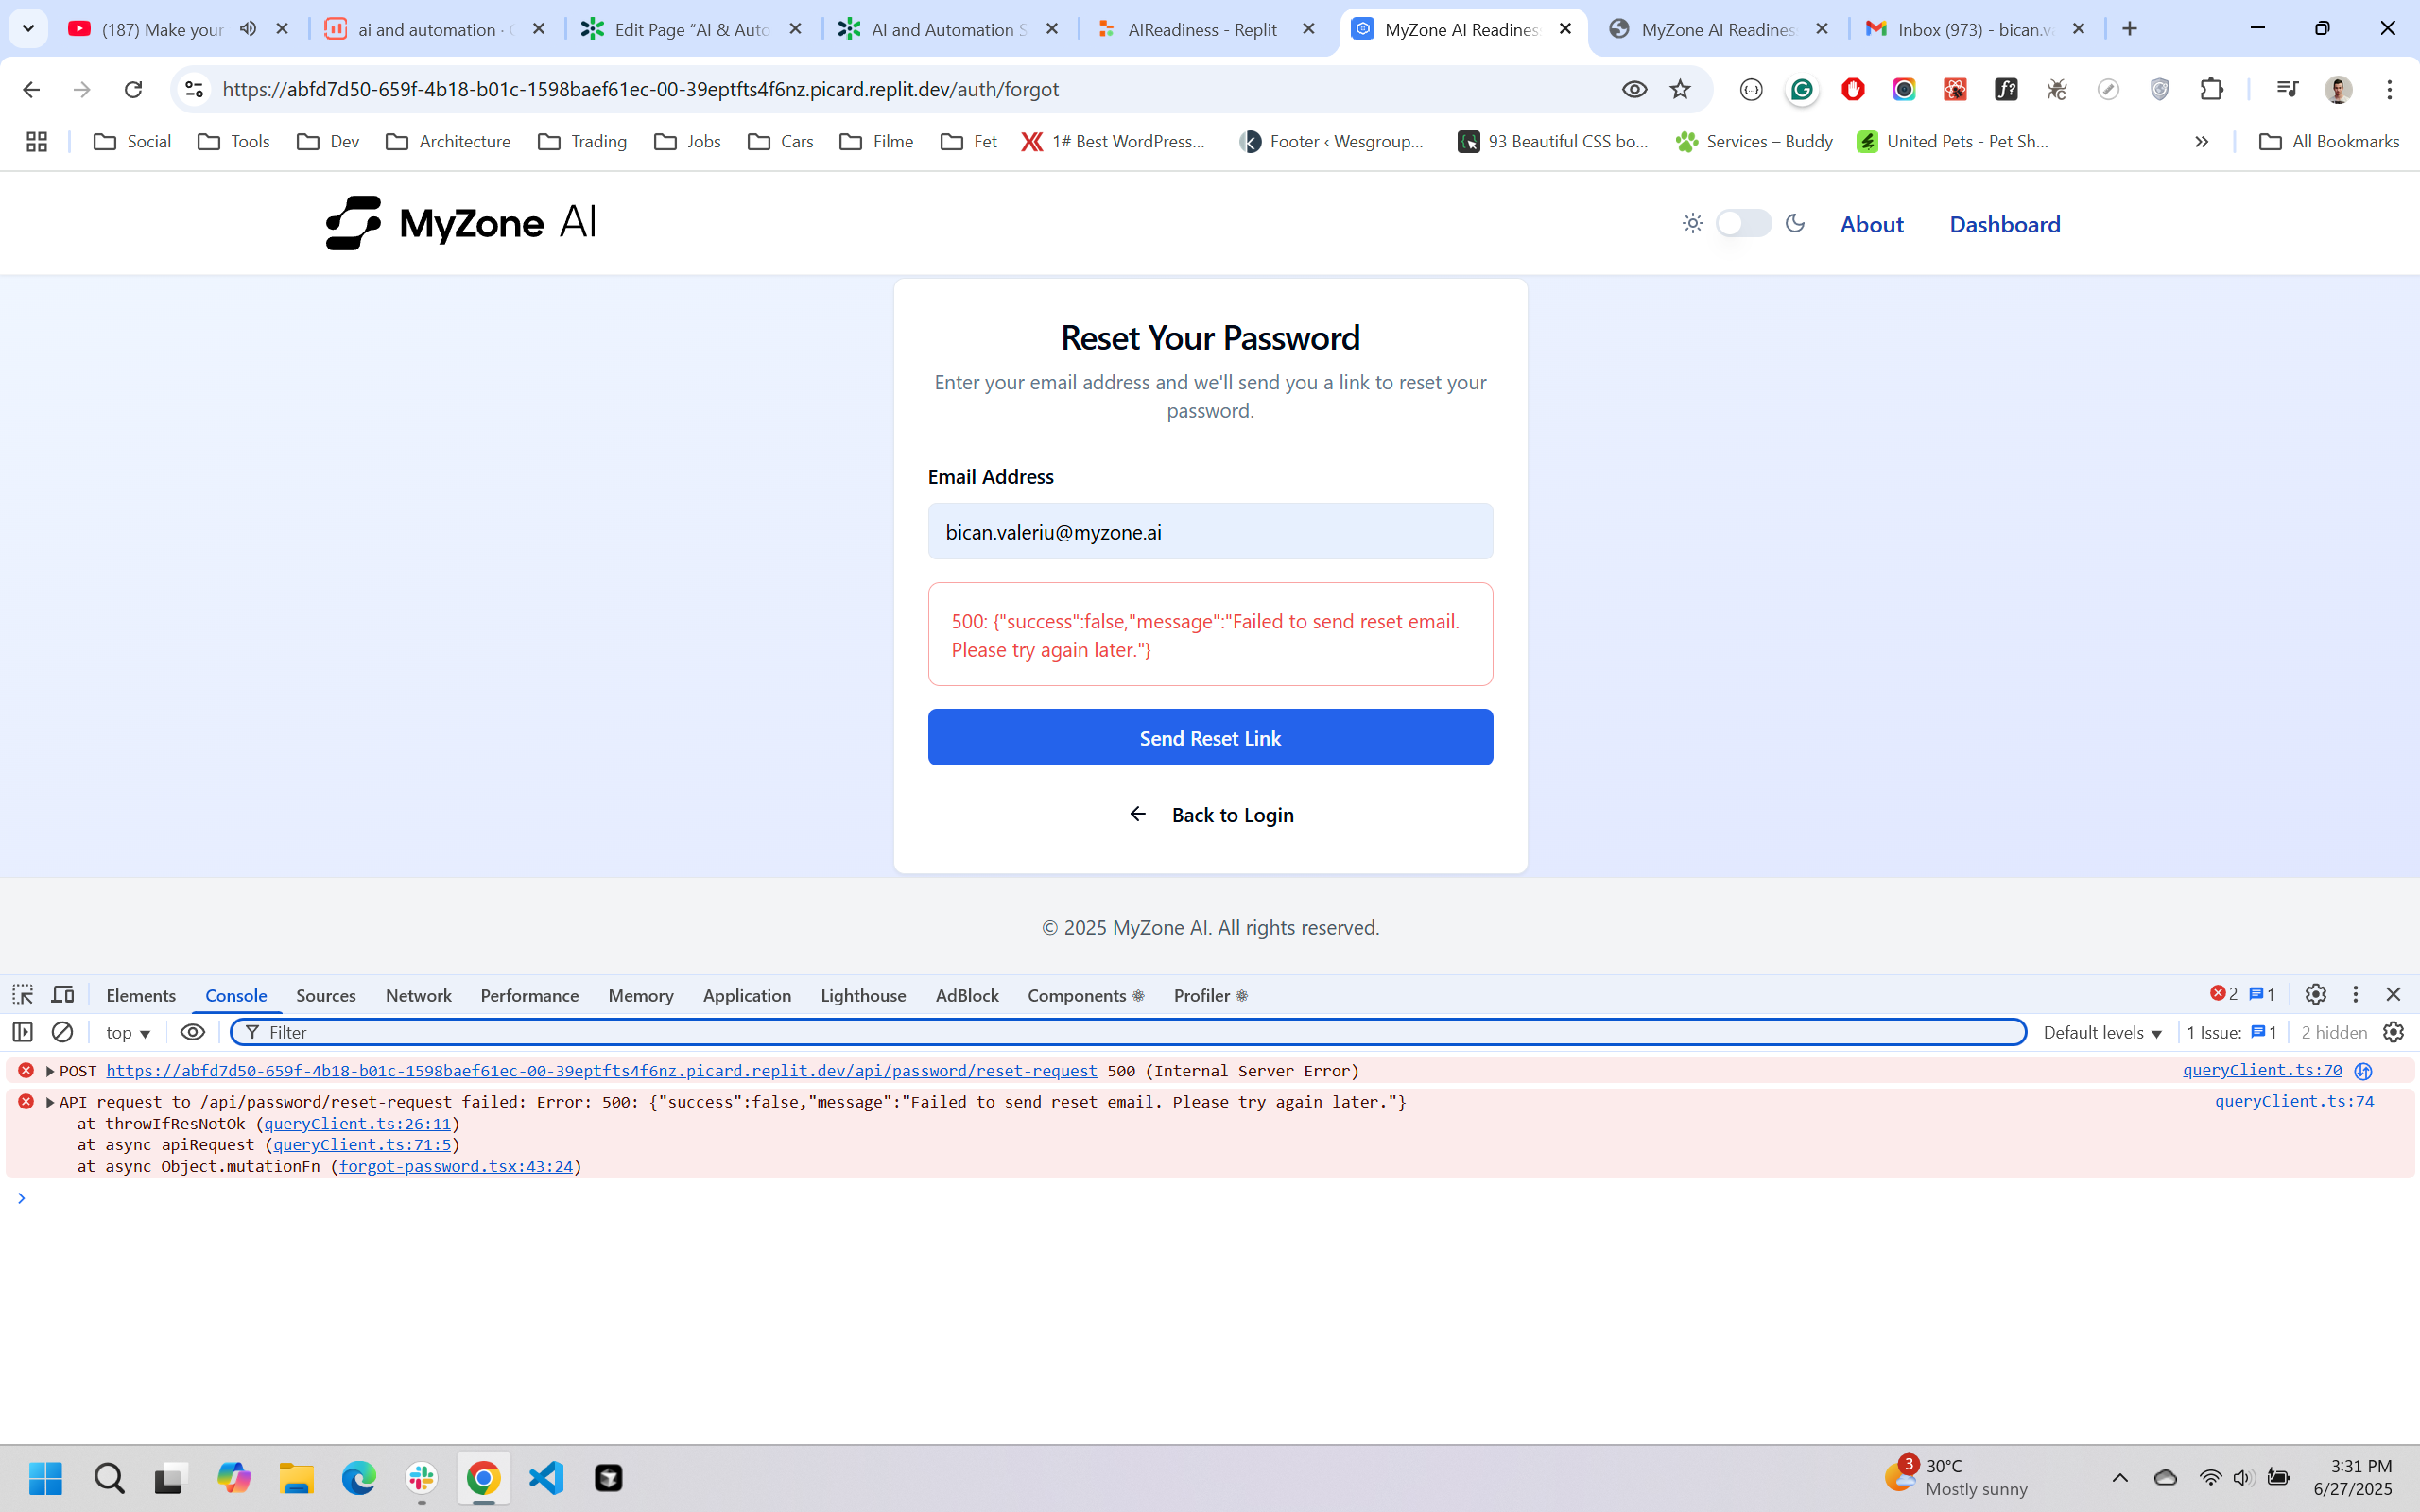 (187) Make your
ai and automation · 
Edit Page “AI & Auto
AI and Automation S
AIReadiness - Replit
MyZone AI Readines
MyZone AI Readines
Inbox (973) - bican.v
https://abfd7d50-659f-4b18-b01c-1598baef61ec-00-39eptfts4f6nz.picard.replit.dev/auth/forgot
Social
Tools
Dev
Architecture
Trading
Jobs
Cars
Filme
Fet
1# Best WordPress...
Footer ‹ Wesgroup...
93 Beautiful CSS bo...
Services – Buddy
United Pets - Pet Sh...
»
All Bookmarks
MyZone AI
About
Dashboard
Reset Your Password
Enter your email address and we'll send you a link to reset your
password.
Email Address
bican.valeriu@myzone.ai
500: {"success":false,"message":"Failed to send reset email.
Please try again later."}
Send Reset Link
Back to Login
© 2025 MyZone AI. All rights reserved.
Elements
Console
Sources
Network
Performance
Memory
Application
Lighthouse
AdBlock
Components
Profiler
2
1
top
Filter
Default levels
1 Issue: 1
2 hidden
POST https://abfd7d50-659f-4b18-b01c-1598baef61ec-00-39eptfts4f6nz.picard.replit.dev/api/password/reset-request 500 (Internal Server Error)
queryClient.ts:70
API request to /api/password/reset-request failed: Error: 500: {"success":false,"message":"Failed to send reset email. Please try again later."}
queryClient.ts:74
at throwIfResNotOk (queryClient.ts:26:11)
at async apiRequest (queryClient.ts:71:5)
at async Object.mutationFn (forgot-password.tsx:43:24)
3
30°C
Mostly sunny
3:31 PM
6/27/2025